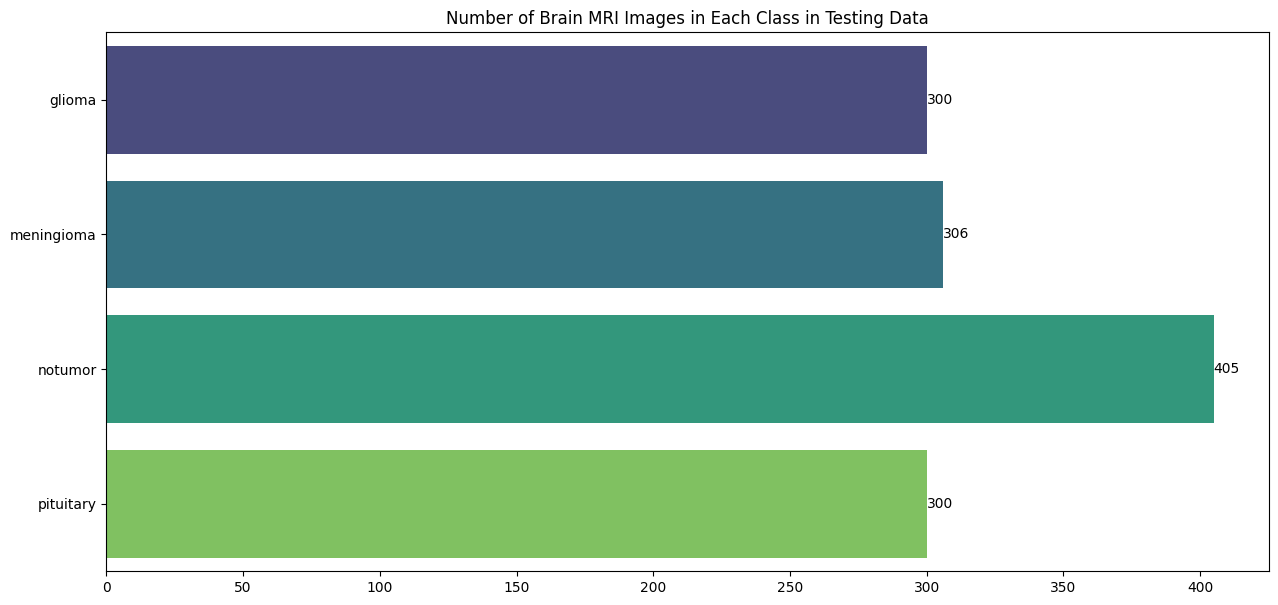 Number of Brain MRI Images in Each Class in Testing Data
glioma
300
meningioma
306
notumor
405
pituitary
300
0 50 100 150 200 250 300 350 400